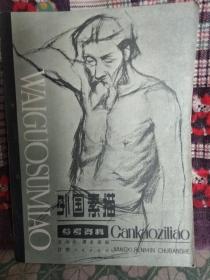 WAIGUOSUMIAO
外国素描
参考资料
Cankaoziliao
JIANGXI RENMIN CHUBANSHE